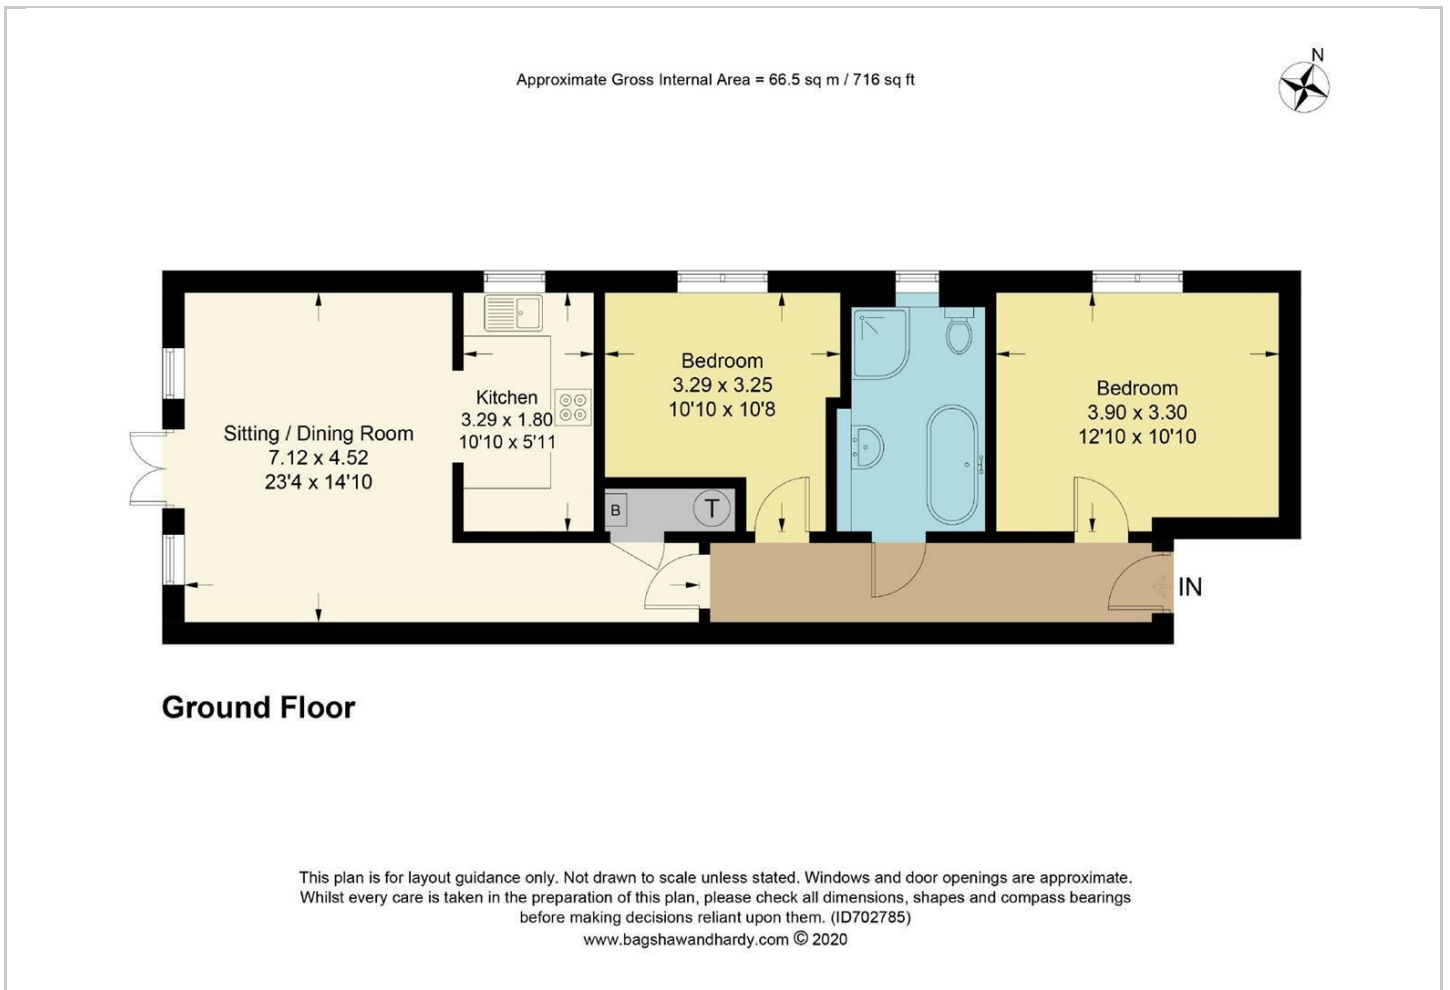 N
Approximate Gross Internal Area = 66.5 sq m / 716 sq ft
Sitting / Dining Room
7.12 x 4.52
23'4 x 14'10
Kitchen
3.29 x 1.80
10'10 x 5'11
Bedroom
3.29 x 3.25
10'10 x 10'8
B
T
Bedroom
3.90 x 3.30
12'10 x 10'10
IN
Ground Floor
This plan is for layout guidance only. Not drawn to scale unless stated. Windows and door openings are approximate.
Whilst every care is taken in the preparation of this plan, please check all dimensions, shapes and compass bearings
before making decisions reliant upon them. (ID702785)
www.bagshawandhardy.com © 2020